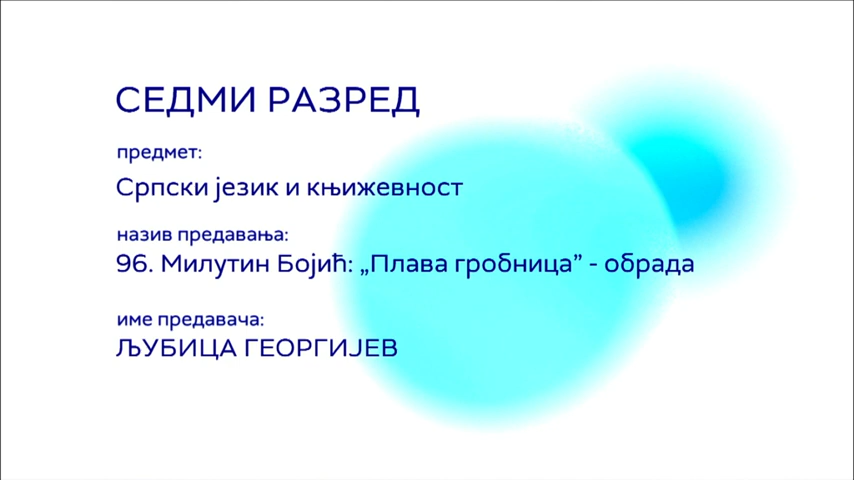 СЕДМИ РАЗРЕД
предмет:
Српски језик и књижевност
назив предавања:
96. Милутин Бојић: „Плава гробница” - обрада
име предавача:
ЉУБИЦА ГЕОРГИЈЕВ